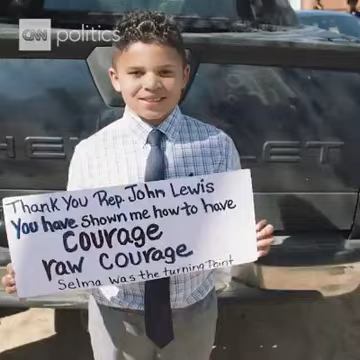 CNN politics
CHEVROLET
Thank You Rep. John Lewis
You have shown me how to have
Courage
raw Courage
Selma was the turning Point